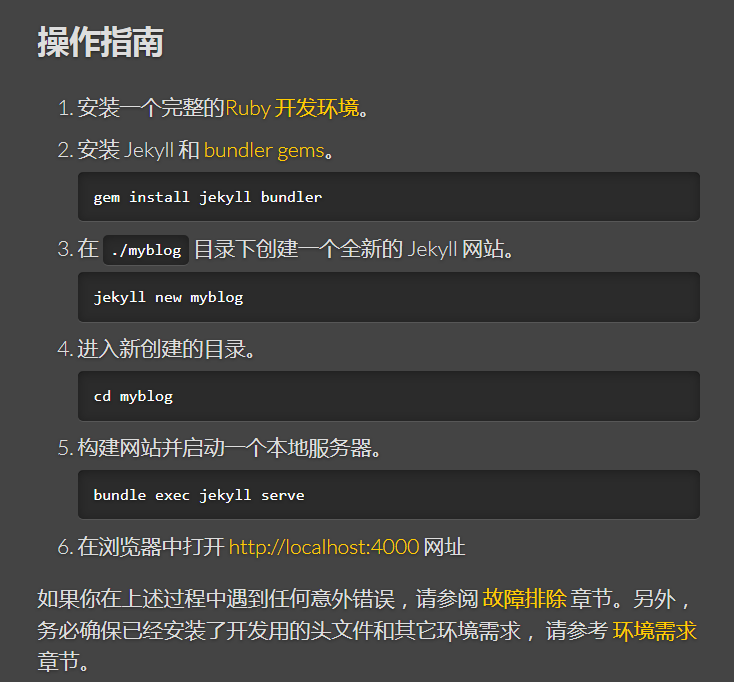 操作指南
1. 安装一个完整的Ruby 开发环境。
2. 安装 Jekyll 和 bundler gems。
gem install jekyll bundler
3. 在 ./myblog 目录下创建一个全新的 Jekyll 网站。
jekyll new myblog
4. 进入新创建的目录。
cd myblog
5. 构建网站并启动一个本地服务器。
bundle exec jekyll serve
6. 在浏览器中打开 http://localhost:4000 网址
如果你在上述过程中遇到任何意外错误，请参阅 故障排除 章节。另外，
务必确保已经安装了开发用的头文件和其它环境需求， 请参考 环境需求
章节。